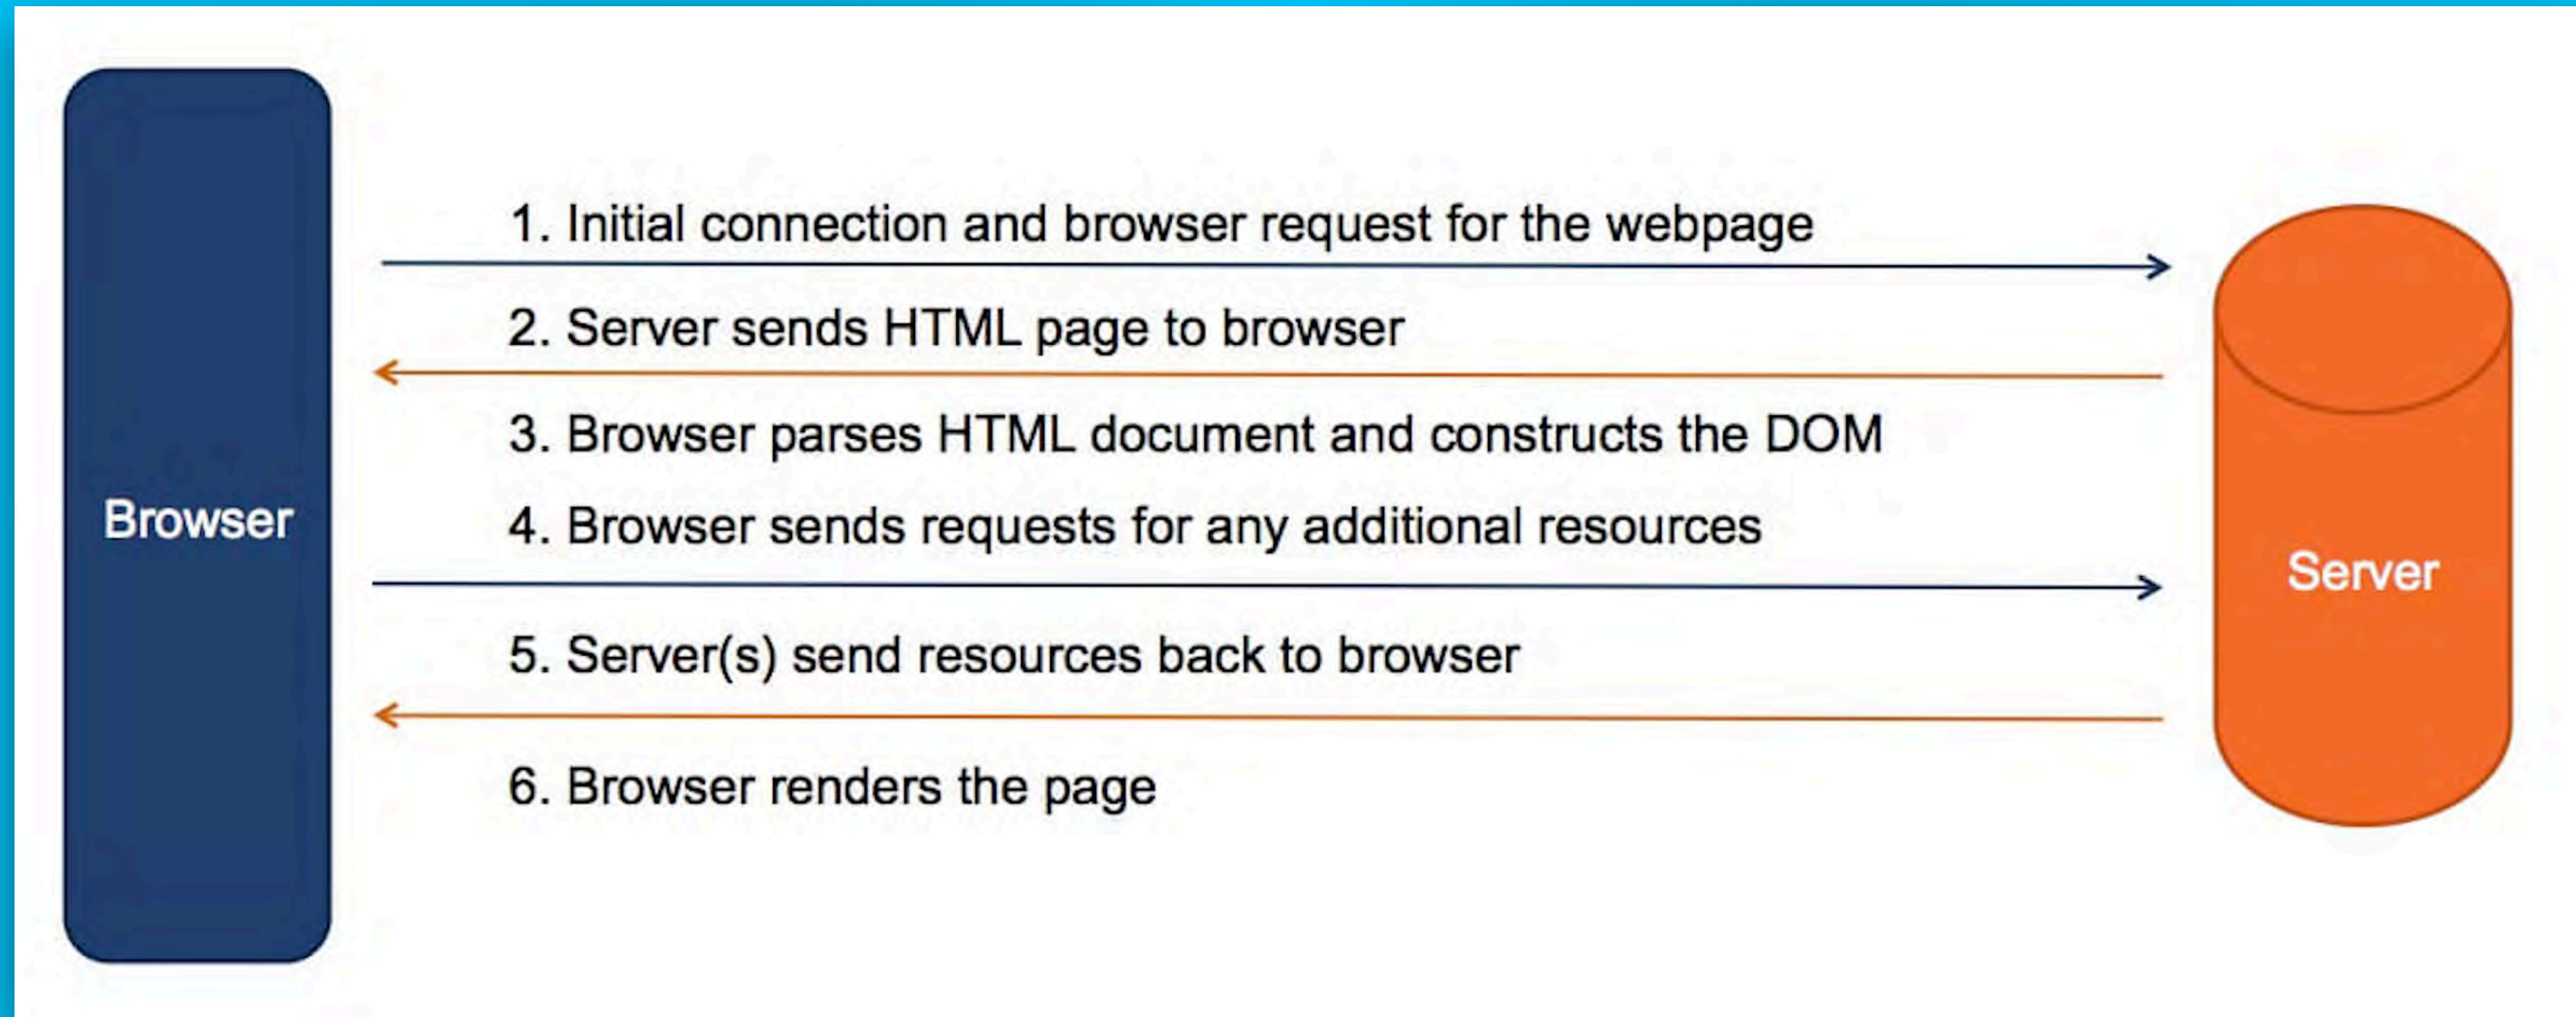 1. Initial connection and browser request for the webpage
2. Server sends HTML page to browser
3. Browser parses HTML document and constructs the DOM
4. Browser sends requests for any additional resources
5. Server(s) send resources back to browser
6. Browser renders the page
Browser
Server